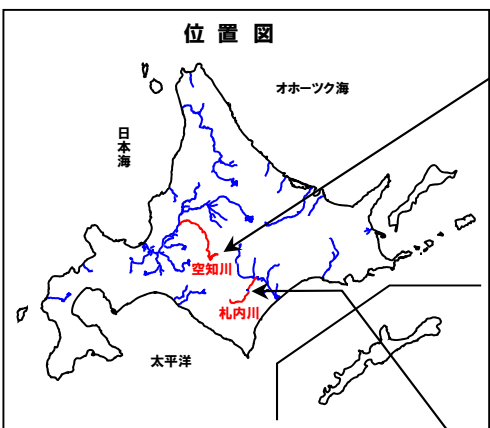 位置図
オホーツク海
日本海
空知川
札内川
太平洋